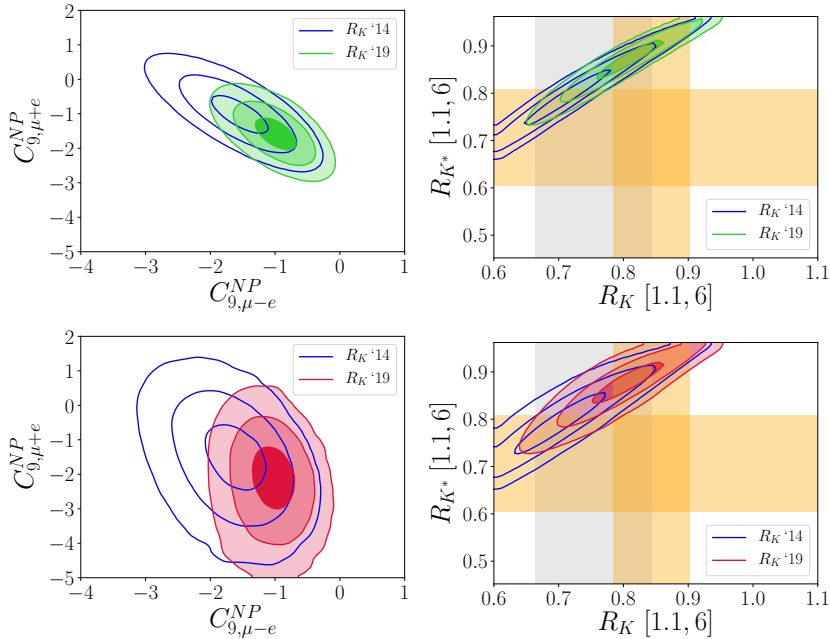 2
1
0
−1
−2
−3
−4
−5
−4 −3 −2 −1 0 1
C^{NP}_{9,μ+e}
C^{NP}_{9,μ−e}
R_K ‘14
R_K ‘19
0.9
0.8
0.7
0.6
0.5
0.6 0.7 0.8 0.9 1.0 1.1
R_{K*} [1.1, 6]
R_K [1.1, 6]
R_K ‘14
R_K ‘19
2
1
0
−1
−2
−3
−4
−5
−4 −3 −2 −1 0 1
C^{NP}_{9,μ+e}
C^{NP}_{9,μ−e}
R_K ‘14
R_K ‘19
0.9
0.8
0.7
0.6
0.5
0.6 0.7 0.8 0.9 1.0 1.1
R_{K*} [1.1, 6]
R_K [1.1, 6]
R_K ‘14
R_K ‘19